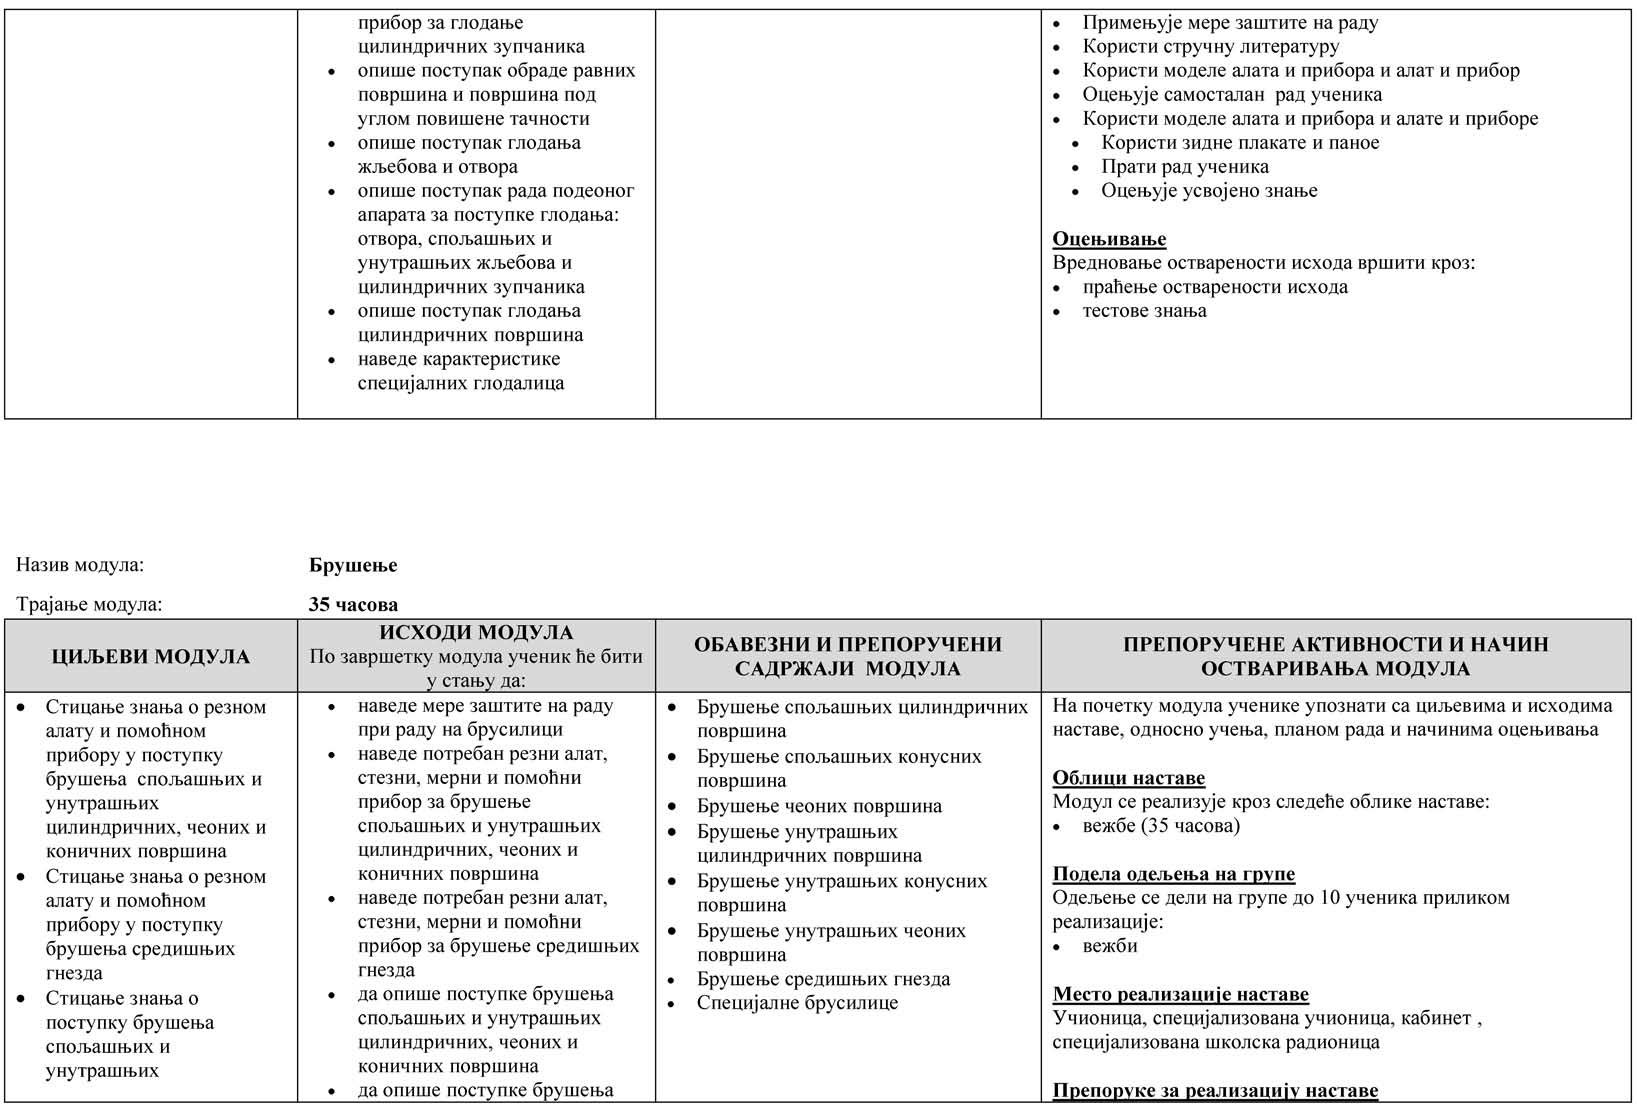 прибор за глодање
цилиндричних зупчаника
• опише поступак обраде равних
површина и површина под
углом повишене тачности
• опише поступак глодања
жљебова и отвора
• опише поступак рада подеоног
апарата за поступке глодања:
отвора, спољашњих и
унутрашњих жљебова и
цилиндричних зупчаника
• опише поступак глодања
цилиндричних површина
• наведе карактеристике
специјалних глодалица
• Примењује мере заштите на раду
• Користи стручну литературу
• Користи моделе алата и прибора и алат и прибор
• Оцењује самосталан рад ученика
• Користи моделе алата и прибора и алате и приборе
• Користи зидне плакате и паное
• Прати рад ученика
• Оцењује усвојено знање
Оцењивање
Вредновање остварености исхода вршити кроз:
• праћење остварености исхода
• тестове знања
Назив модула: Брушење
Трајање модула: 35 часова
ЦИЉЕВИ МОДУЛА
ИСХОДИ МОДУЛА
По завршетку модула ученик ће бити
у стању да:
ОБАВЕЗНИ И ПРЕПОРУЧЕНИ
САДРЖАЈИ МОДУЛА
ПРЕПОРУЧЕНЕ АКТИВНОСТИ И НАЧИН
ОСТВАРИВАЊА МОДУЛА
• Стицање знања о резном
алату и помоћном
прибору у поступку
брушења спољашњих и
унутрашњих
цилиндричних, чеоних и
коничних површина
• Стицање знања о резном
алату и помоћном
прибору у поступку
брушења средишњих
гнезда
• Стицање знања о
поступку брушења
спољашњих и
унутрашњих
• наведе мере заштите на раду
при раду на брусилици
• наведе потребан резни алат,
стезни, мерни и помоћни
прибор за брушење
спољашњих и унутрашњих
цилиндричних, чеоних и
коничних површина
• наведе потребан резни алат,
стезни, мерни и помоћни
прибор за брушење средишњих
гнезда
• да опише поступке брушења
спољашњих и унутрашњих
цилиндричних, чеоних и
коничних површина
• да опише поступке брушења
• Брушење спољашњих цилиндричних
површина
• Брушење спољашњих конусних
површина
• Брушење чеоних површина
• Брушење унутрашњих
цилиндричних површина
• Брушење унутрашњих конусних
површина
• Брушење унутрашњих чеоних
површина
• Брушење средишњих гнезда
• Специјалне брусилице
На почетку модула ученике упознати са циљевима и исходима
наставе, односно учења, планом рада и начинима оцењивања
Облици наставе
Модул се реализује кроз следеће облике наставе:
• вежбе (35 часова)
Подела одељења на групе
Одељење се дели на групе до 10 ученика приликом
реализације:
• вежби
Место реализације наставе
Учионица, специјализована учионица, кабинет ,
специјализована школска радионица
Препоруке за реализацију наставе